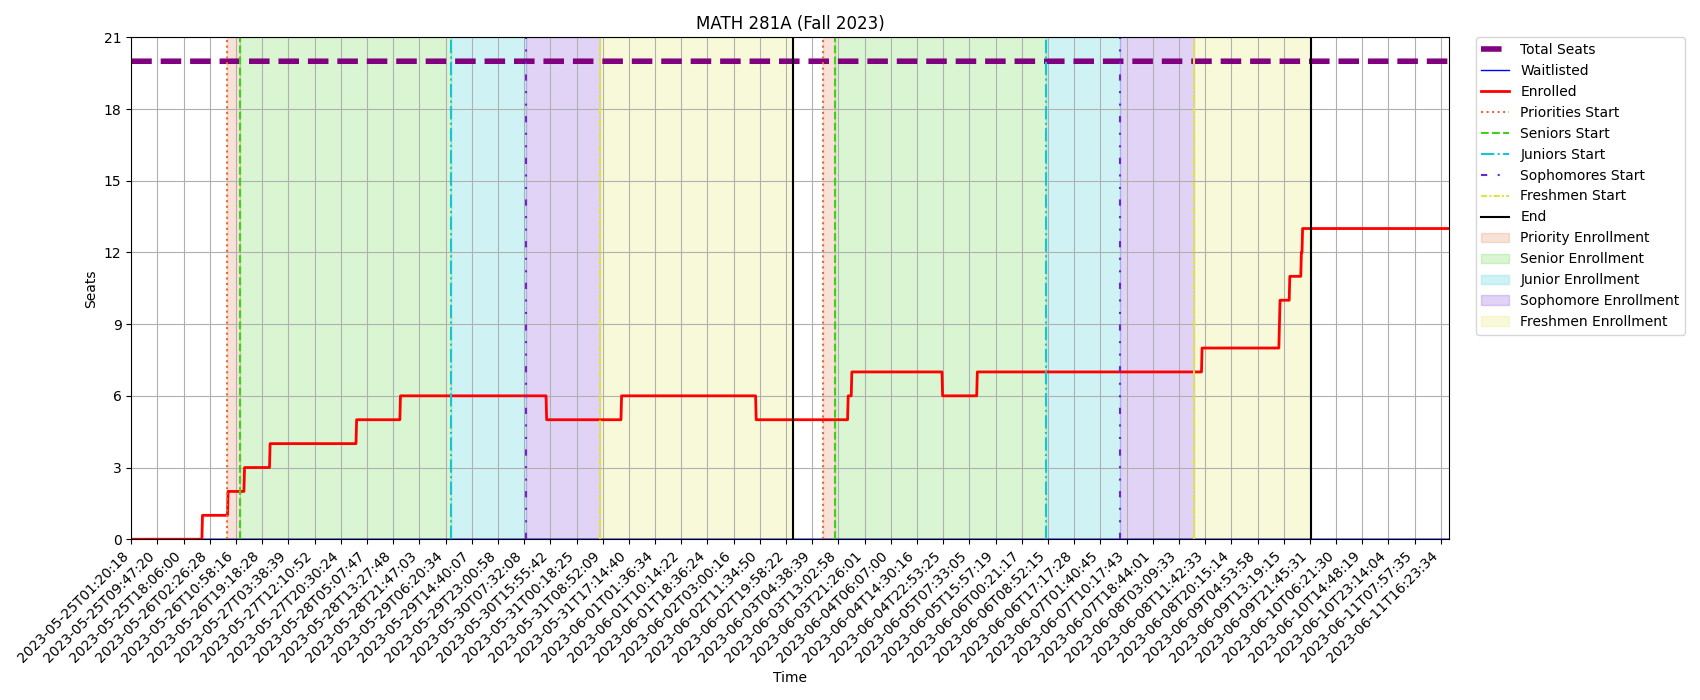 MATH 281A (Fall 2023)
21
18
15
12
9
6
3
0
Seats
2023-05-25T01:20:18
2023-05-25T09:47:20
2023-05-25T18:06:00
2023-05-26T02:26:28
2023-05-26T10:58:16
2023-05-26T19:18:28
2023-05-27T03:38:39
2023-05-27T12:10:52
2023-05-27T20:30:24
2023-05-28T05:07:47
2023-05-28T13:27:48
2023-05-28T21:47:03
2023-05-29T06:20:34
2023-05-29T14:40:07
2023-05-29T23:00:58
2023-05-30T07:32:08
2023-05-30T15:55:42
2023-05-31T00:18:25
2023-05-31T08:52:09
2023-05-31T17:14:40
2023-06-01T01:36:34
2023-06-01T10:14:22
2023-06-01T18:36:24
2023-06-02T03:00:16
2023-06-02T11:34:50
2023-06-02T19:58:22
2023-06-03T04:38:39
2023-06-03T13:02:58
2023-06-03T21:26:01
2023-06-04T06:07:00
2023-06-04T14:30:16
2023-06-04T22:53:25
2023-06-05T07:33:05
2023-06-05T15:57:19
2023-06-06T00:21:17
2023-06-06T08:52:15
2023-06-06T17:17:28
2023-06-07T01:40:45
2023-06-07T10:17:43
2023-06-07T18:44:01
2023-06-08T03:09:33
2023-06-08T11:42:33
2023-06-08T20:15:14
2023-06-09T04:53:58
2023-06-09T13:19:15
2023-06-09T21:45:31
2023-06-10T06:21:30
2023-06-10T14:48:19
2023-06-10T23:14:04
2023-06-11T07:57:35
2023-06-11T16:23:34
Time
Total Seats
Waitlisted
Enrolled
Priorities Start
Seniors Start
Juniors Start
Sophomores Start
Freshmen Start
End
Priority Enrollment
Senior Enrollment
Junior Enrollment
Sophomore Enrollment
Freshmen Enrollment